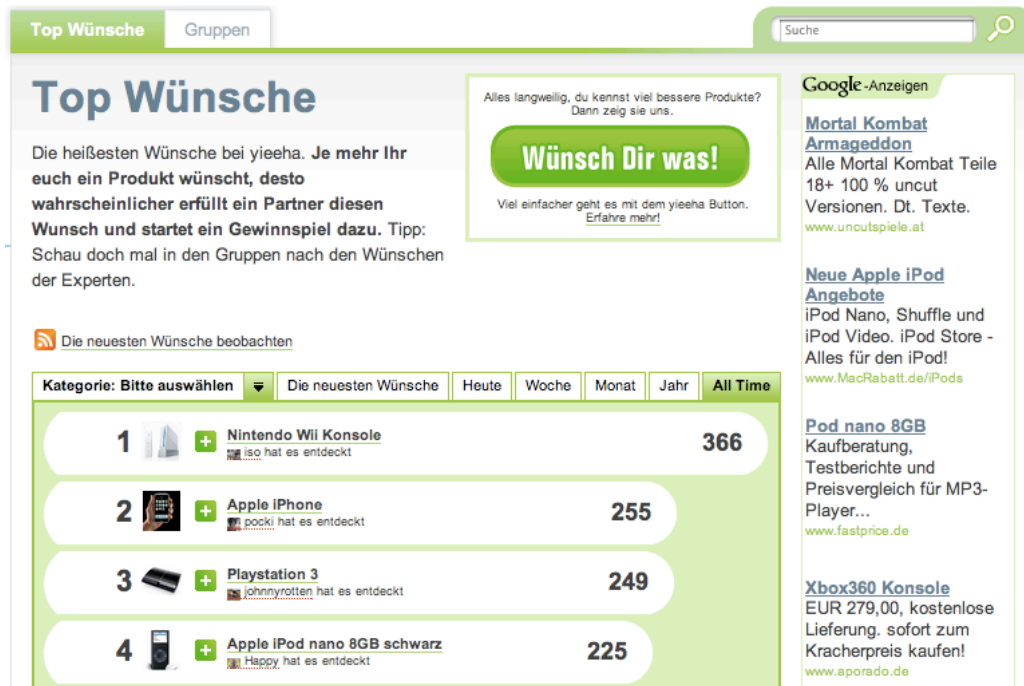 Top Wünsche
Gruppen
Suche
Top Wünsche
Die heißesten Wünsche bei yieeha. Je mehr Ihr
euch ein Produkt wünscht, desto
wahrscheinlicher erfüllt ein Partner diesen
Wunsch und startet ein Gewinnspiel dazu. Tipp:
Schau doch mal in den Gruppen nach den Wünschen
der Experten.
Alles langweilig, du kennst viel bessere Produkte?
Dann zeig sie uns.
Wünsch Dir was!
Viel einfacher geht es mit dem yieeha Button.
Erfahre mehr!
Die neuesten Wünsche beobachten
Kategorie: Bitte auswählen
Die neuesten Wünsche
Heute
Woche
Monat
Jahr
All Time
1
Nintendo Wii Konsole
iso hat es entdeckt
366
2
Apple iPhone
pocki hat es entdeckt
255
3
Playstation 3
johnnyrotten hat es entdeckt
249
4
Apple iPod nano 8GB schwarz
Happy hat es entdeckt
225
Google-Anzeigen
Mortal Kombat
Armageddon
Alle Mortal Kombat Teile
18+ 100 % uncut
Versionen. Dt. Texte.
www.uncutspiele.at
Neue Apple iPod
Angebote
iPod Nano, Shuffle und
iPod Video. iPod Store -
Alles für den iPod!
www.MacRabatt.de/iPods
Pod nano 8GB
Kaufberatung,
Testberichte und
Preisvergleich für MP3-
Player...
www.fastprice.de
Xbox360 Konsole
EUR 279,00, kostenlose
Lieferung. sofort zum
Kracherpreis kaufen!
www.aporado.de